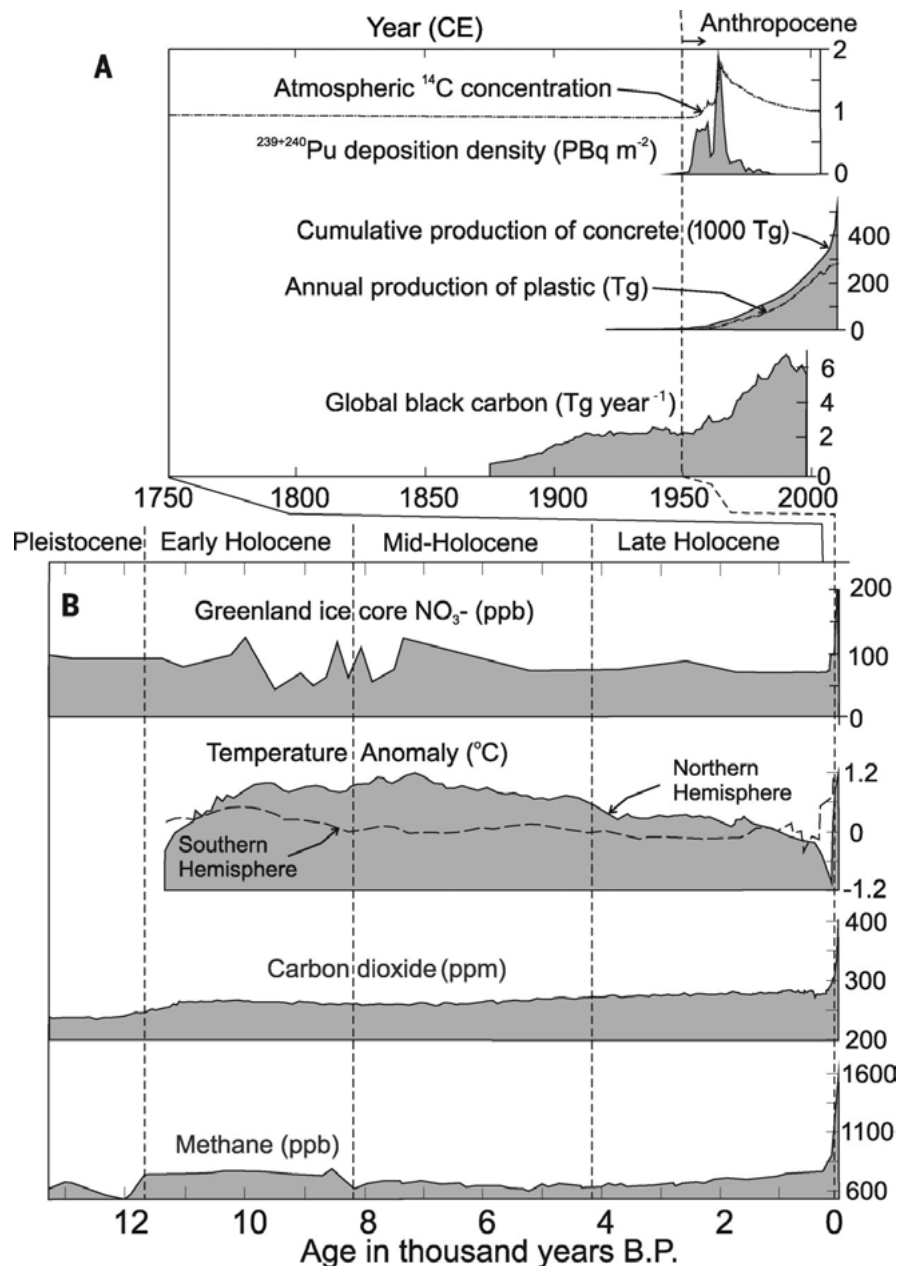 Year (CE)
Anthropocene
A
2
Atmospheric ¹⁴C concentration
1
²³⁹⁺²⁴⁰Pu deposition density (PBq m⁻²)
0
Cumulative production of concrete (1000 Tg)
400
Annual production of plastic (Tg)
200
0
6
Global black carbon (Tg year⁻¹)
4
2
0
1750 1800 1850 1900 1950 2000
Pleistocene Early Holocene Mid-Holocene Late Holocene
B
200
Greenland ice core NO₃- (ppb)
100
0
Temperature Anomaly (°C)
Northern
Hemisphere
1.2
0
Southern
Hemisphere
-1.2
400
Carbon dioxide (ppm)
300
200
1600
1100
Methane (ppb)
600
12 10 8 6 4 2 0
Age in thousand years B.P.